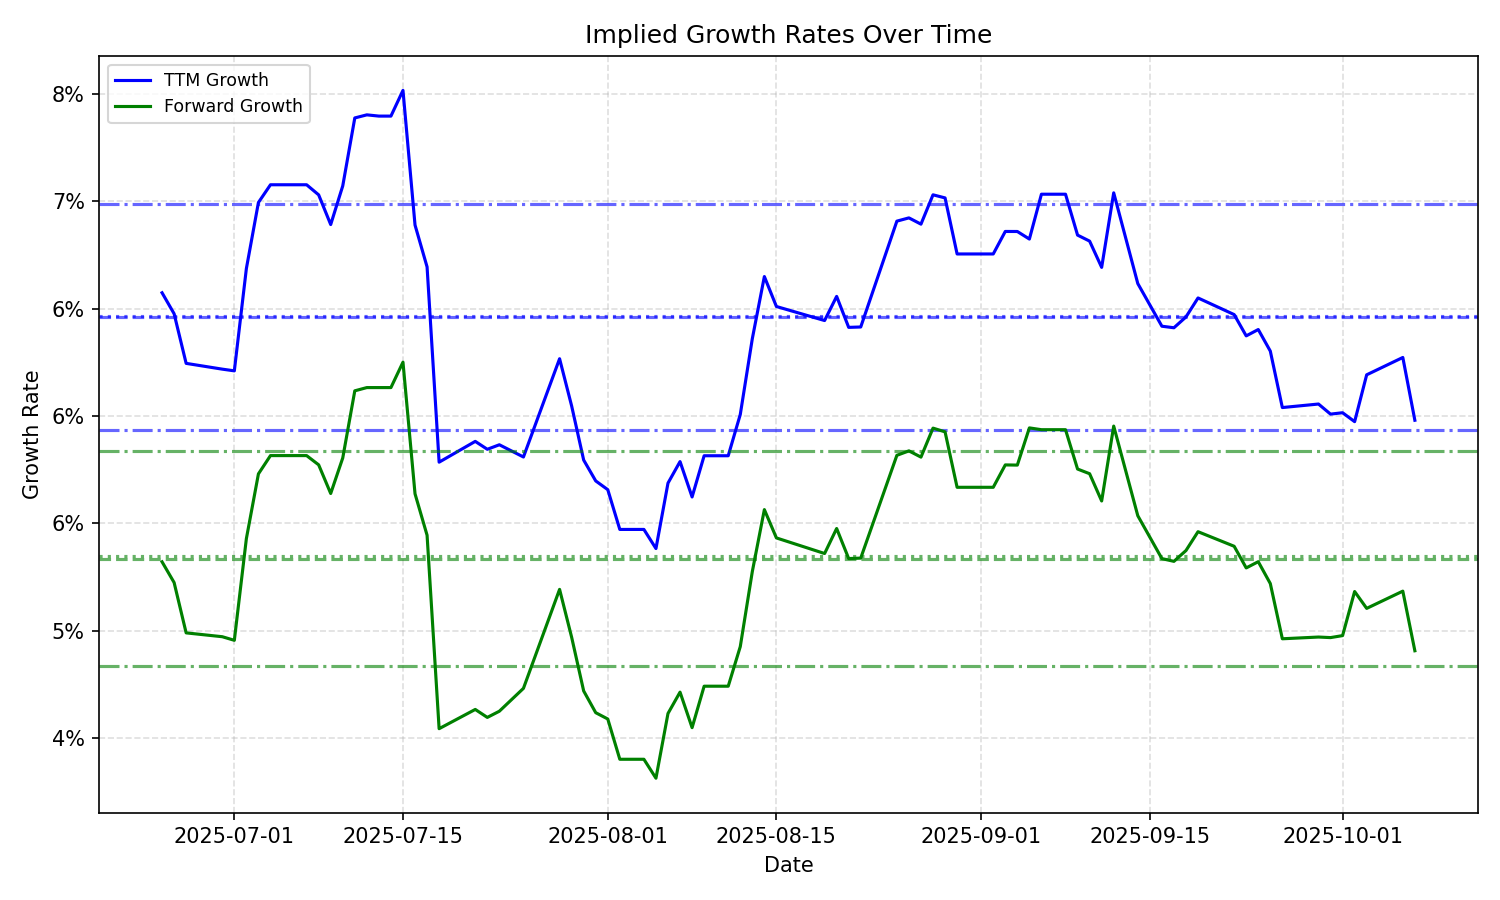 Implied Growth Rates Over Time
TTM Growth
Forward Growth
8%
7%
6%
6%
6%
5%
4%
Growth Rate
2025-07-01
2025-07-15
2025-08-01
2025-08-15
2025-09-01
2025-09-15
2025-10-01
Date